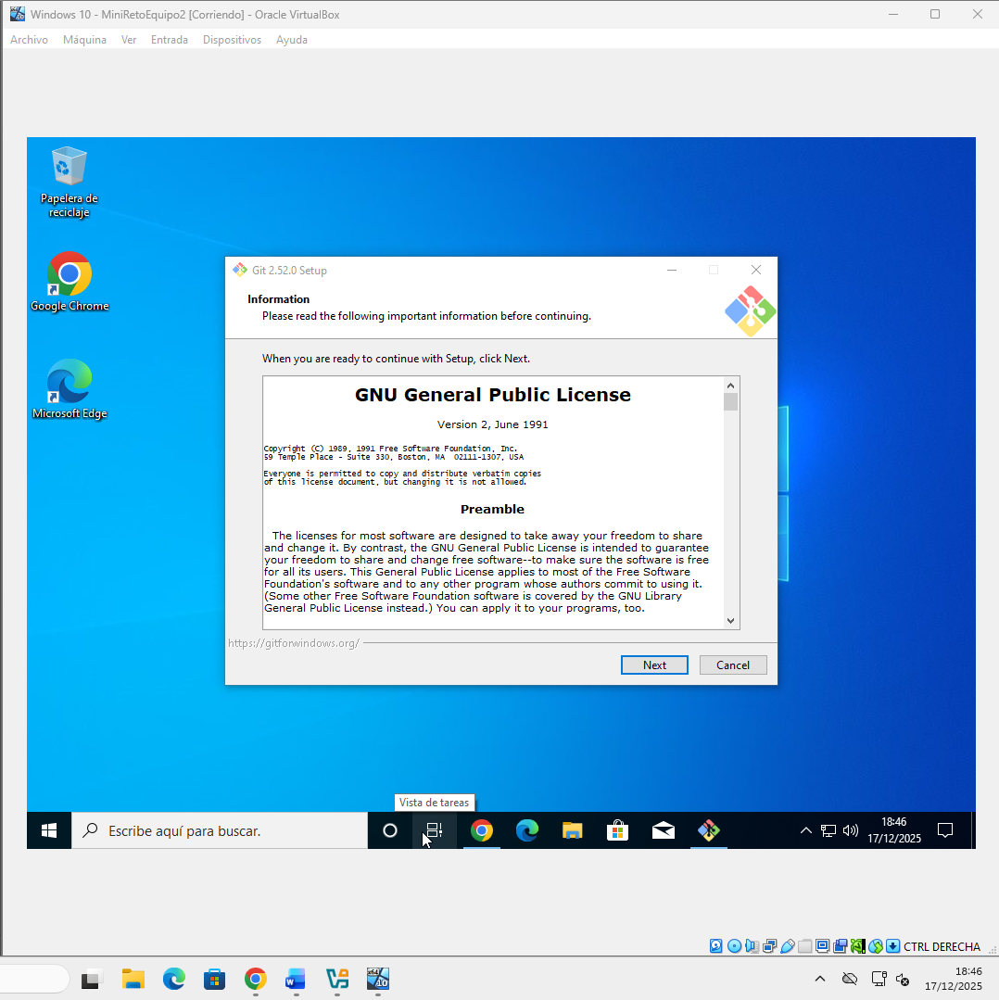 Windows 10 - MiniRetoEquipo2 [Corriendo] - Oracle VirtualBox
Archivo Máquina Ver Entrada Dispositivos Ayuda
Papelera de
reciclaje
Google Chrome
Microsoft Edge
Git 2.52.0 Setup
Information
Please read the following important information before continuing.
When you are ready to continue with Setup, click Next.
GNU General Public License
Version 2, June 1991
Copyright (C) 1989, 1991 Free Software Foundation, Inc.
59 Temple Place - Suite 330, Boston, MA 02111-1307, USA
Everyone is permitted to copy and distribute verbatim copies
of this license document, but changing it is not allowed.
Preamble
The licenses for most software are designed to take away your freedom to share
and change it. By contrast, the GNU General Public License is intended to guarantee
your freedom to share and change free software--to make sure the software is free
for all its users. This General Public License applies to most of the Free Software
Foundation's software and to any other program whose authors commit to using it.
(Some other Free Software Foundation software is covered by the GNU Library
General Public License instead.) You can apply it to your programs, too.
https://gitforwindows.org/
Next Cancel
Vista de tareas
Escribe aquí para buscar.
18:46
17/12/2025
CTRL DERECHA
18:46
17/12/2025